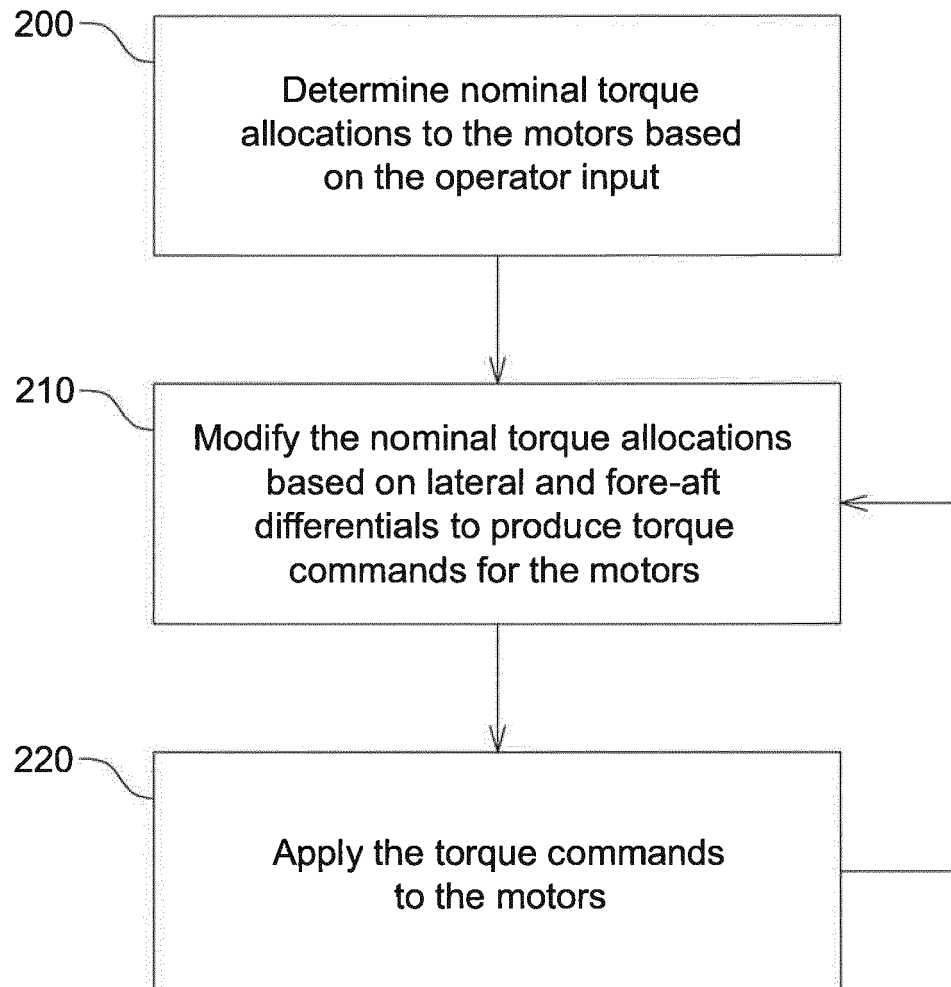 200
Determine nominal torque
allocations to the motors based
on the operator input
210
Modify the nominal torque allocations
based on lateral and fore-aft
differentials to produce torque
commands for the motors
220
Apply the torque commands
to the motors